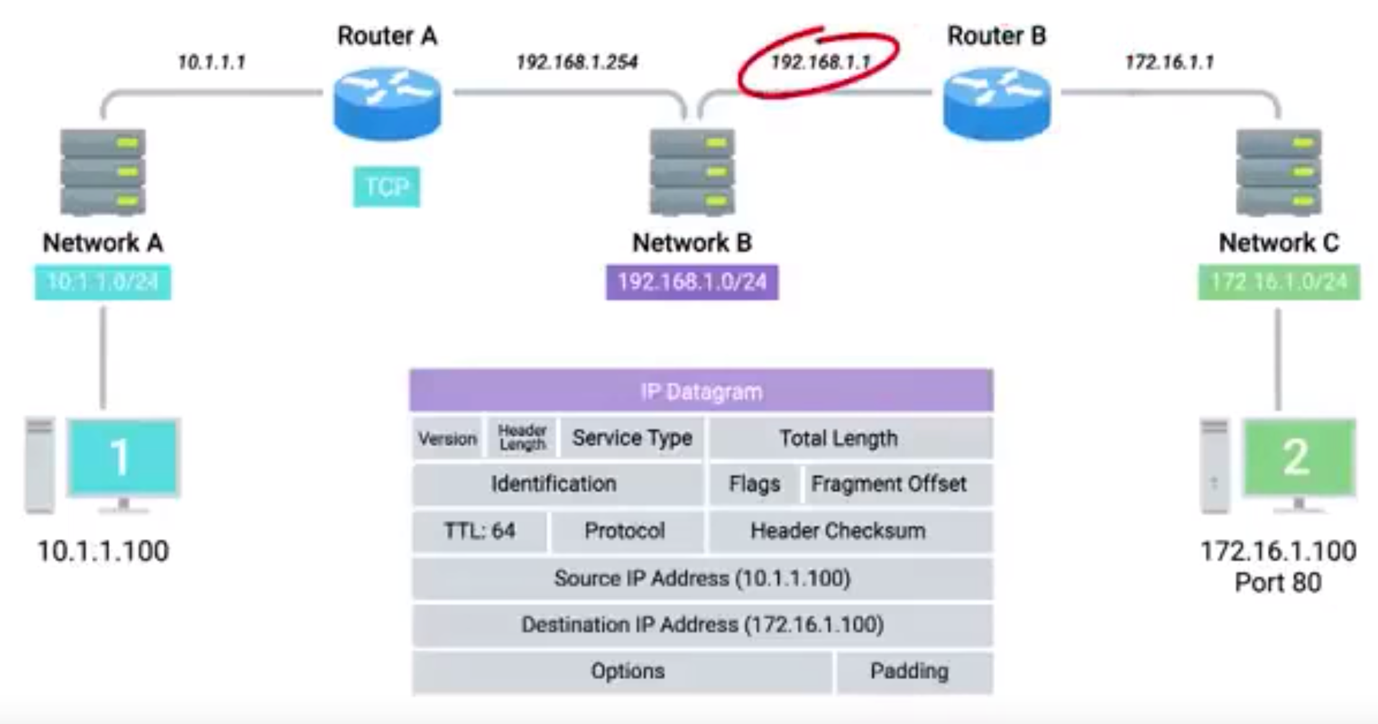 Router A
Router B
10.1.1.1
192.168.1.254
192.168.1.1
172.16.1.1
TCP
Network A
Network B
Network C
10.1.1.0/24
192.168.1.0/24
172.16.1.0/24
IP Datagram
Version
Header Length
Service Type
Total Length
Identification
Flags
Fragment Offset
TTL: 64
Protocol
Header Checksum
Source IP Address (10.1.1.100)
Destination IP Address (172.16.1.100)
Options
Padding
1
10.1.1.100
2
172.16.1.100
Port 80